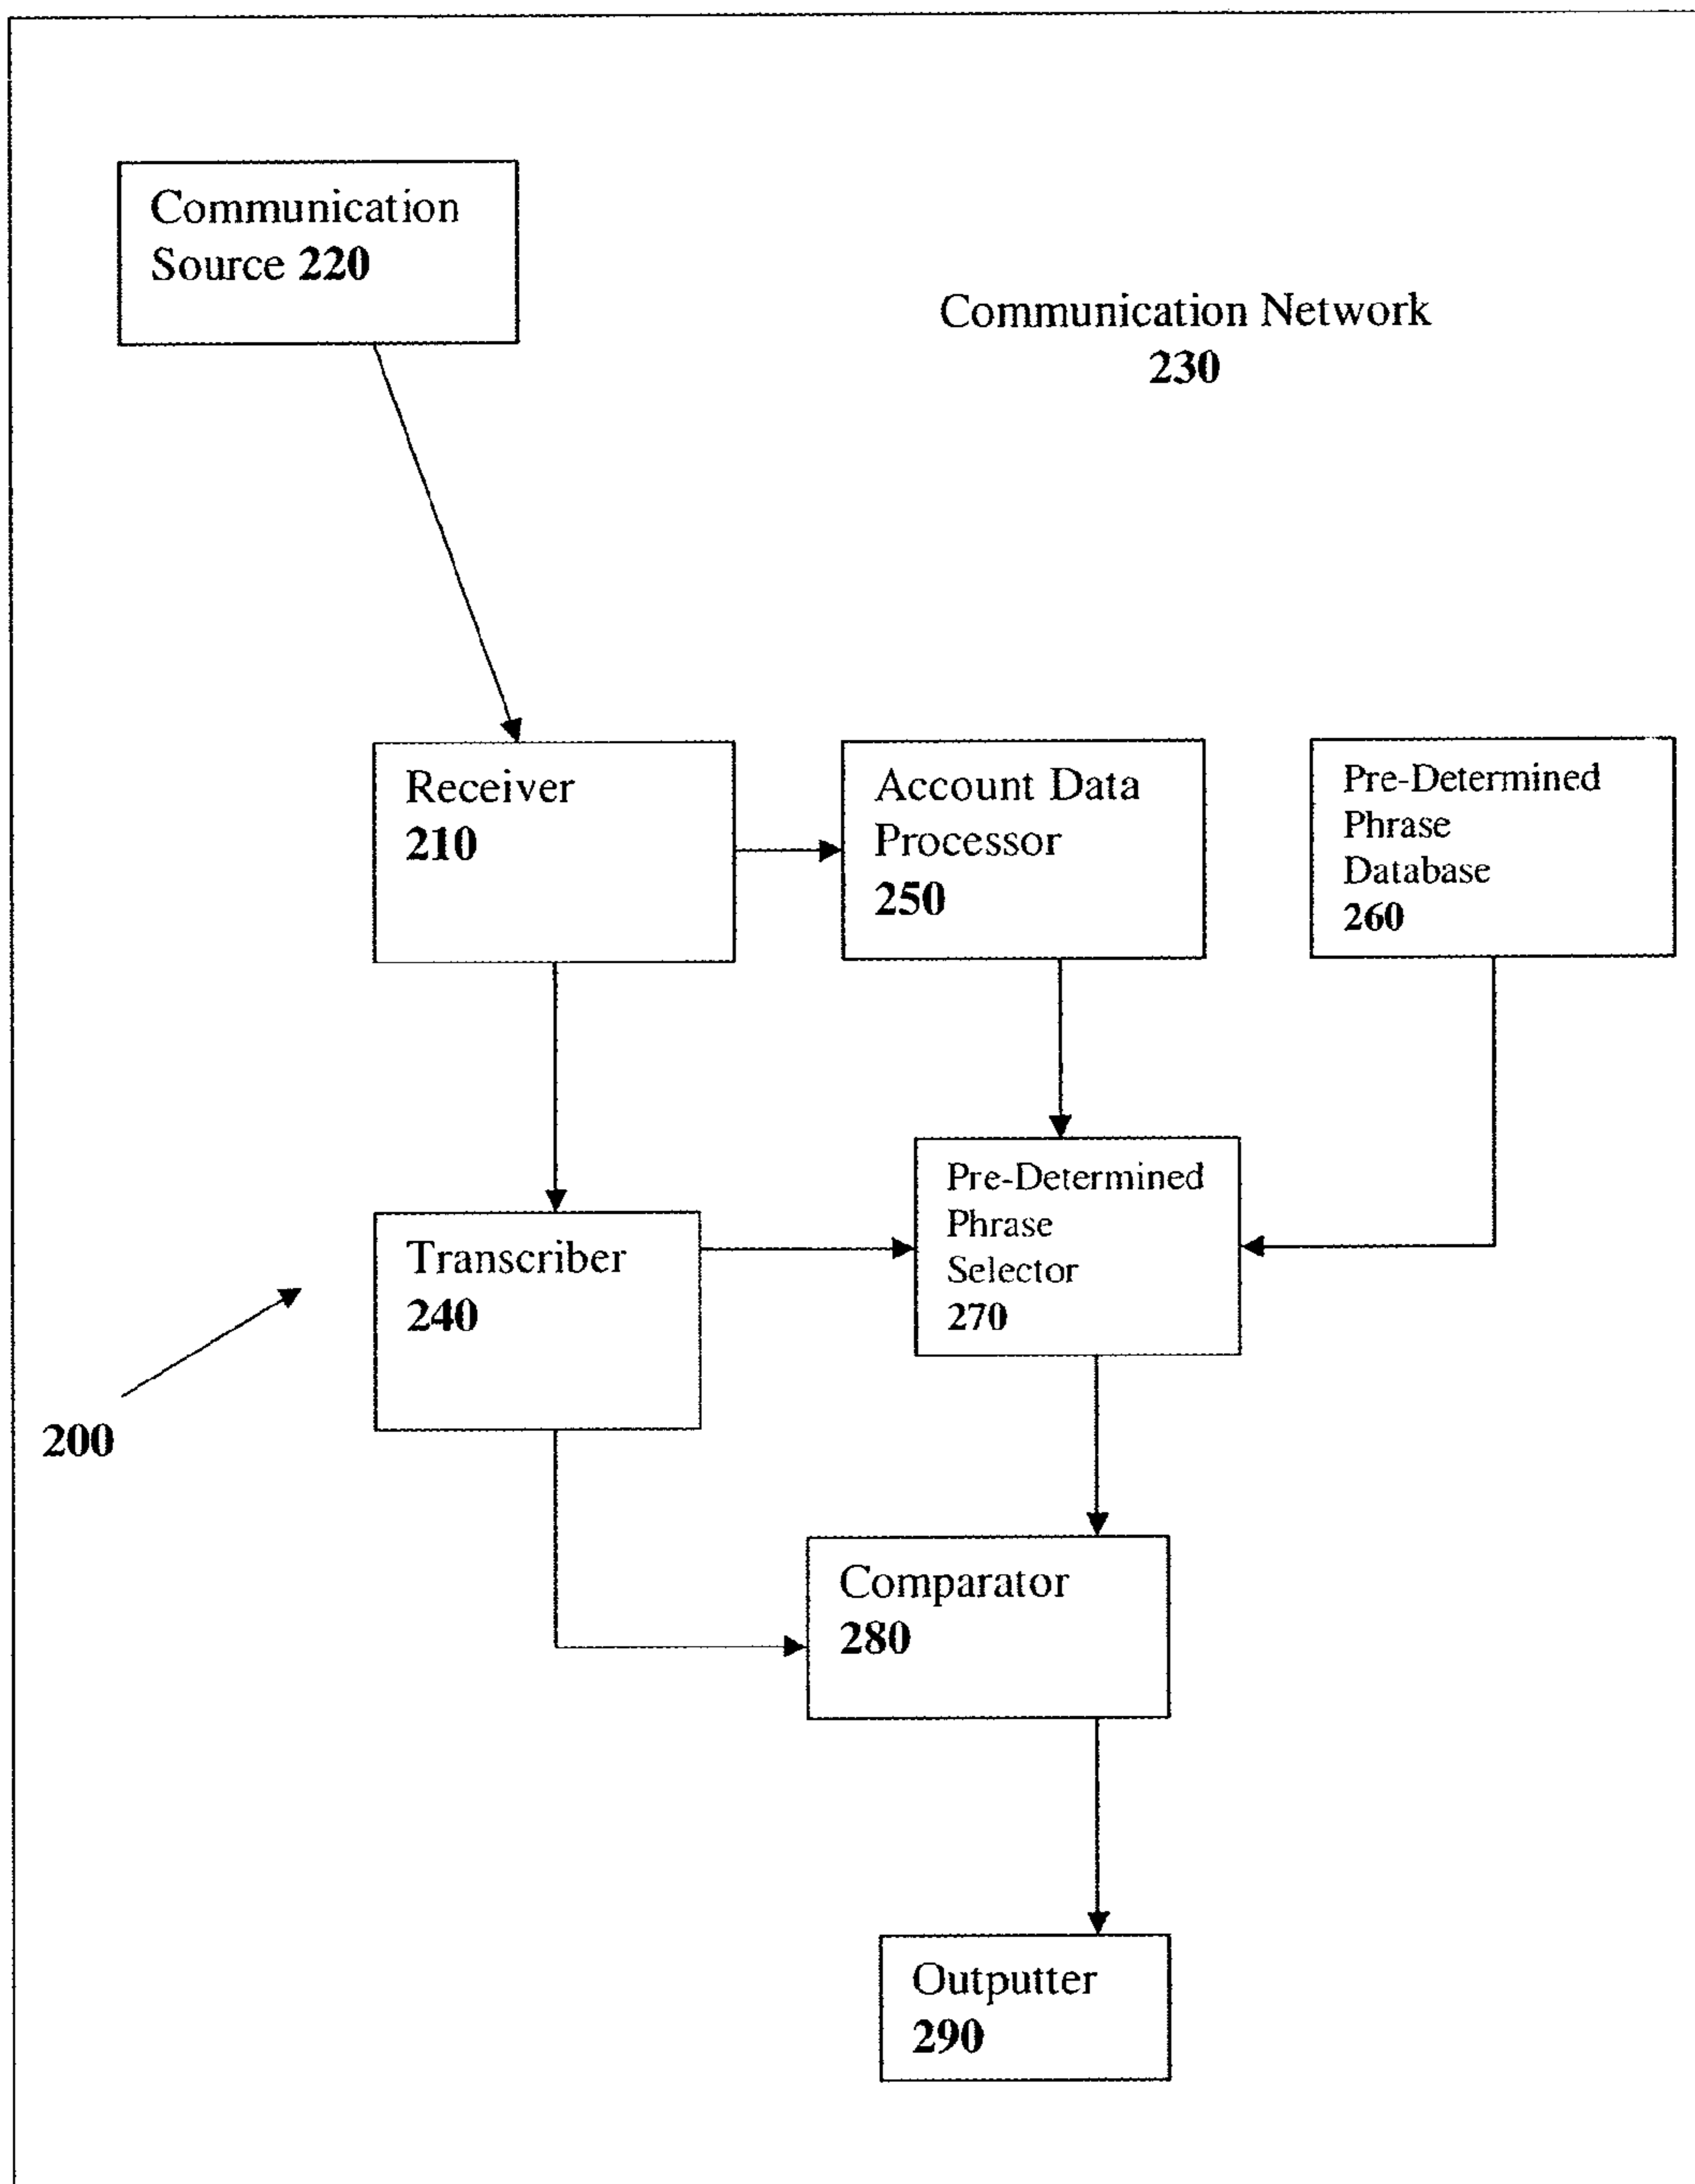 Communication
Source 220
Communication Network
230
Receiver
210
Account Data
Processor
250
Pre-Determined
Phrase
Database
260
Transcriber
240
Pre-Determined
Phrase
Selector
270
200
Comparator
280
Outputter
290